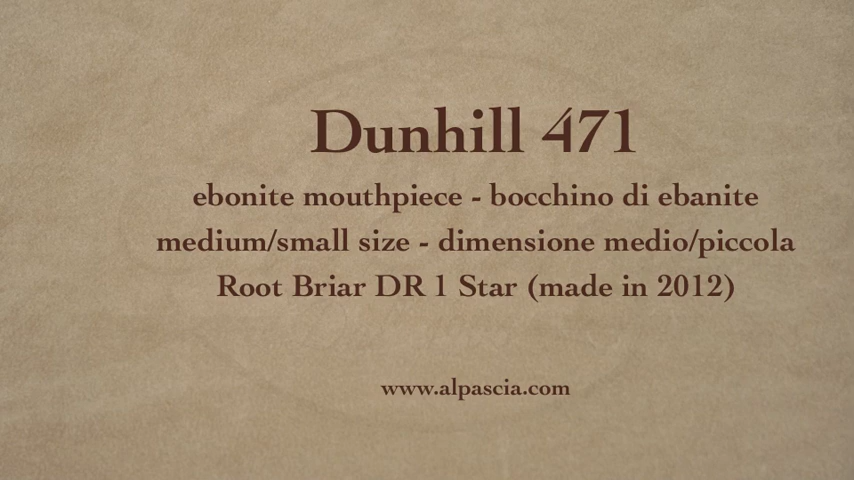 Dunhill 471
ebonite mouthpiece - bocchino di ebanite
medium/small size - dimensione medio/piccola
Root Briar DR 1 Star (made in 2012)
www.alpascia.com